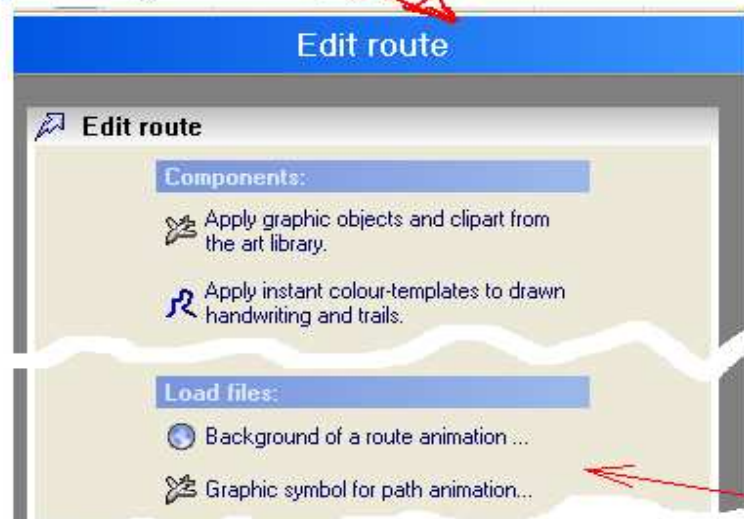 Edit route
Edit route
Components:
Apply graphic objects and clipart from
the art library.
Apply instant colour-templates to drawn
handwriting and trails.
Load files:
Background of a route animation ...
Graphic symbol for path animation...